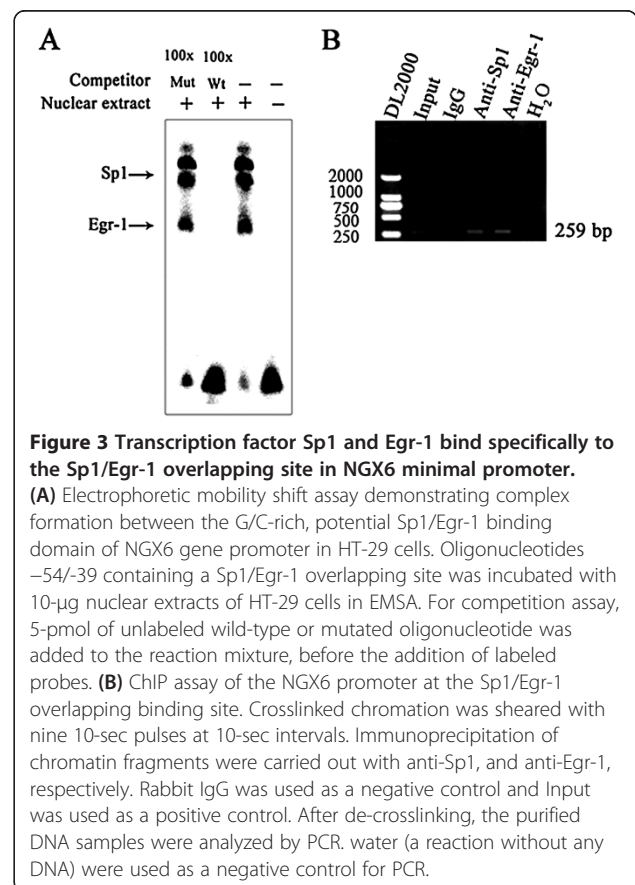 A
B
100x 100x
Competitor Mut Wt − −
Nuclear extract + + + −
Sp1→
Egr-1→
DL2000 Input IgG Anti-Sp1 Anti-Egr-1 H₂O
2000
1000
750
500
250
259 bp
Figure 3 Transcription factor Sp1 and Egr-1 bind specifically to
the Sp1/Egr-1 overlapping site in NGX6 minimal promoter.
(A) Electrophoretic mobility shift assay demonstrating complex
formation between the G/C-rich, potential Sp1/Egr-1 binding
domain of NGX6 gene promoter in HT-29 cells. Oligonucleotides
−54/-39 containing a Sp1/Egr-1 overlapping site was incubated with
10-μg nuclear extracts of HT-29 cells in EMSA. For competition assay,
5-pmol of unlabeled wild-type or mutated oligonucleotide was
added to the reaction mixture, before the addition of labeled
probes. (B) ChIP assay of the NGX6 promoter at the Sp1/Egr-1
overlapping binding site. Crosslinked chromation was sheared with
nine 10-sec pulses at 10-sec intervals. Immunoprecipitation of
chromatin fragments were carried out with anti-Sp1, and anti-Egr-1,
respectively. Rabbit IgG was used as a negative control and Input
was used as a positive control. After de-crosslinking, the purified
DNA samples were analyzed by PCR. water (a reaction without any
DNA) were used as a negative control for PCR.